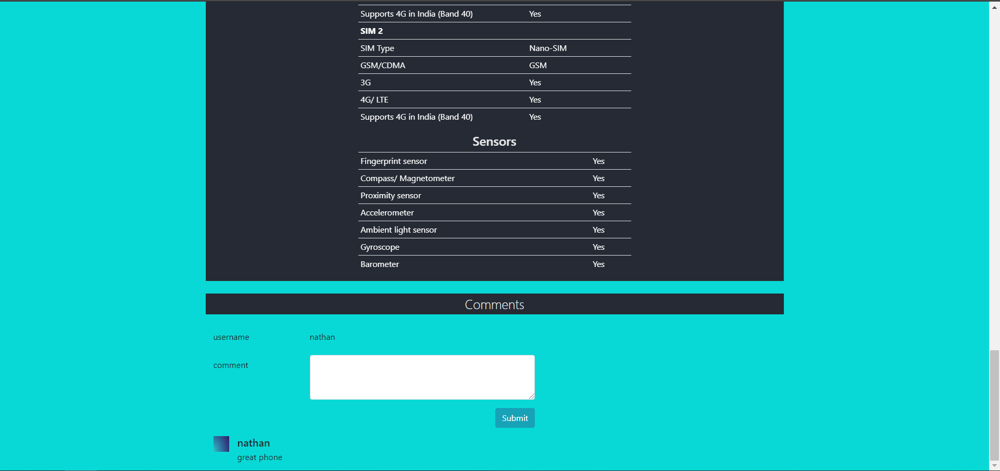 Supports 4G in India (Band 40) Yes
SIM 2
SIM Type Nano-SIM
GSM/CDMA GSM
3G Yes
4G/ LTE Yes
Supports 4G in India (Band 40) Yes
Sensors
Fingerprint sensor Yes
Compass/ Magnetometer Yes
Proximity sensor Yes
Accelerometer Yes
Ambient light sensor Yes
Gyroscope Yes
Barometer Yes
Comments
username nathan
comment
Submit
nathan
great phone